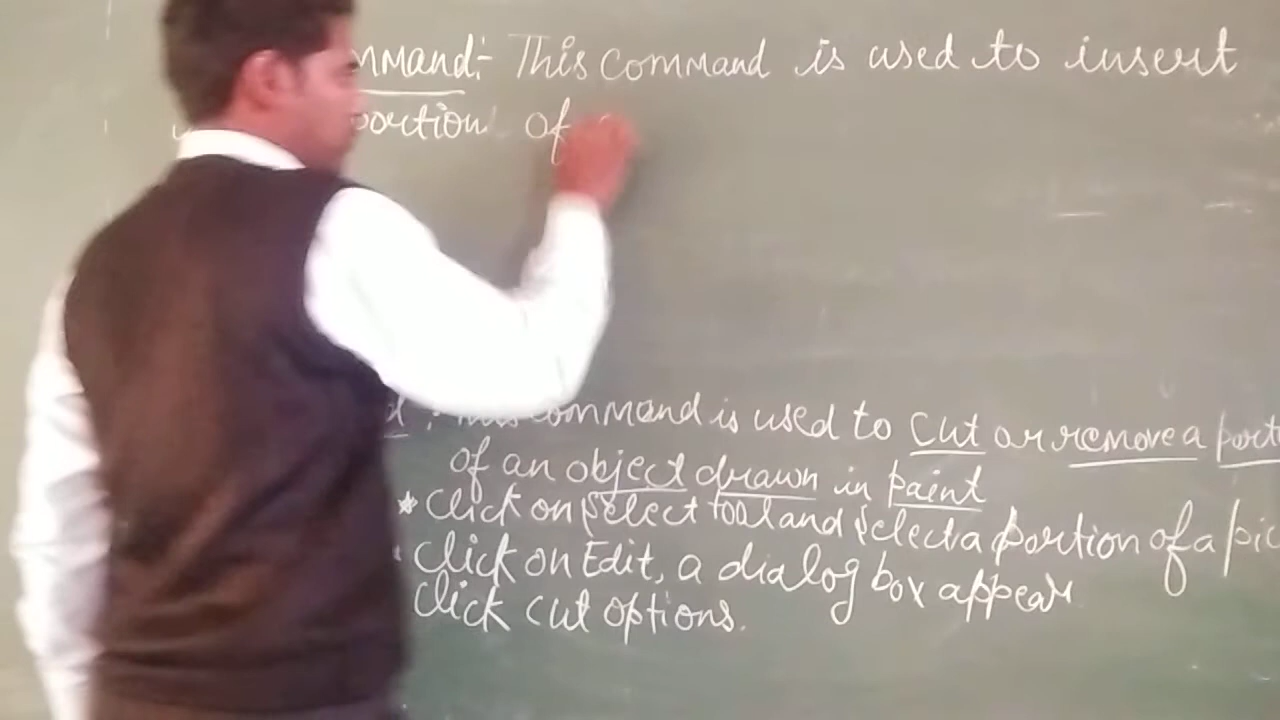 mmand:- This command is used to insert
portion of
d : This command is used to cut or remove a port
of an object drawn in paint
* Click on select tool and select a portion of a pic
* Click on Edit, a dialog box appear
Click cut options.